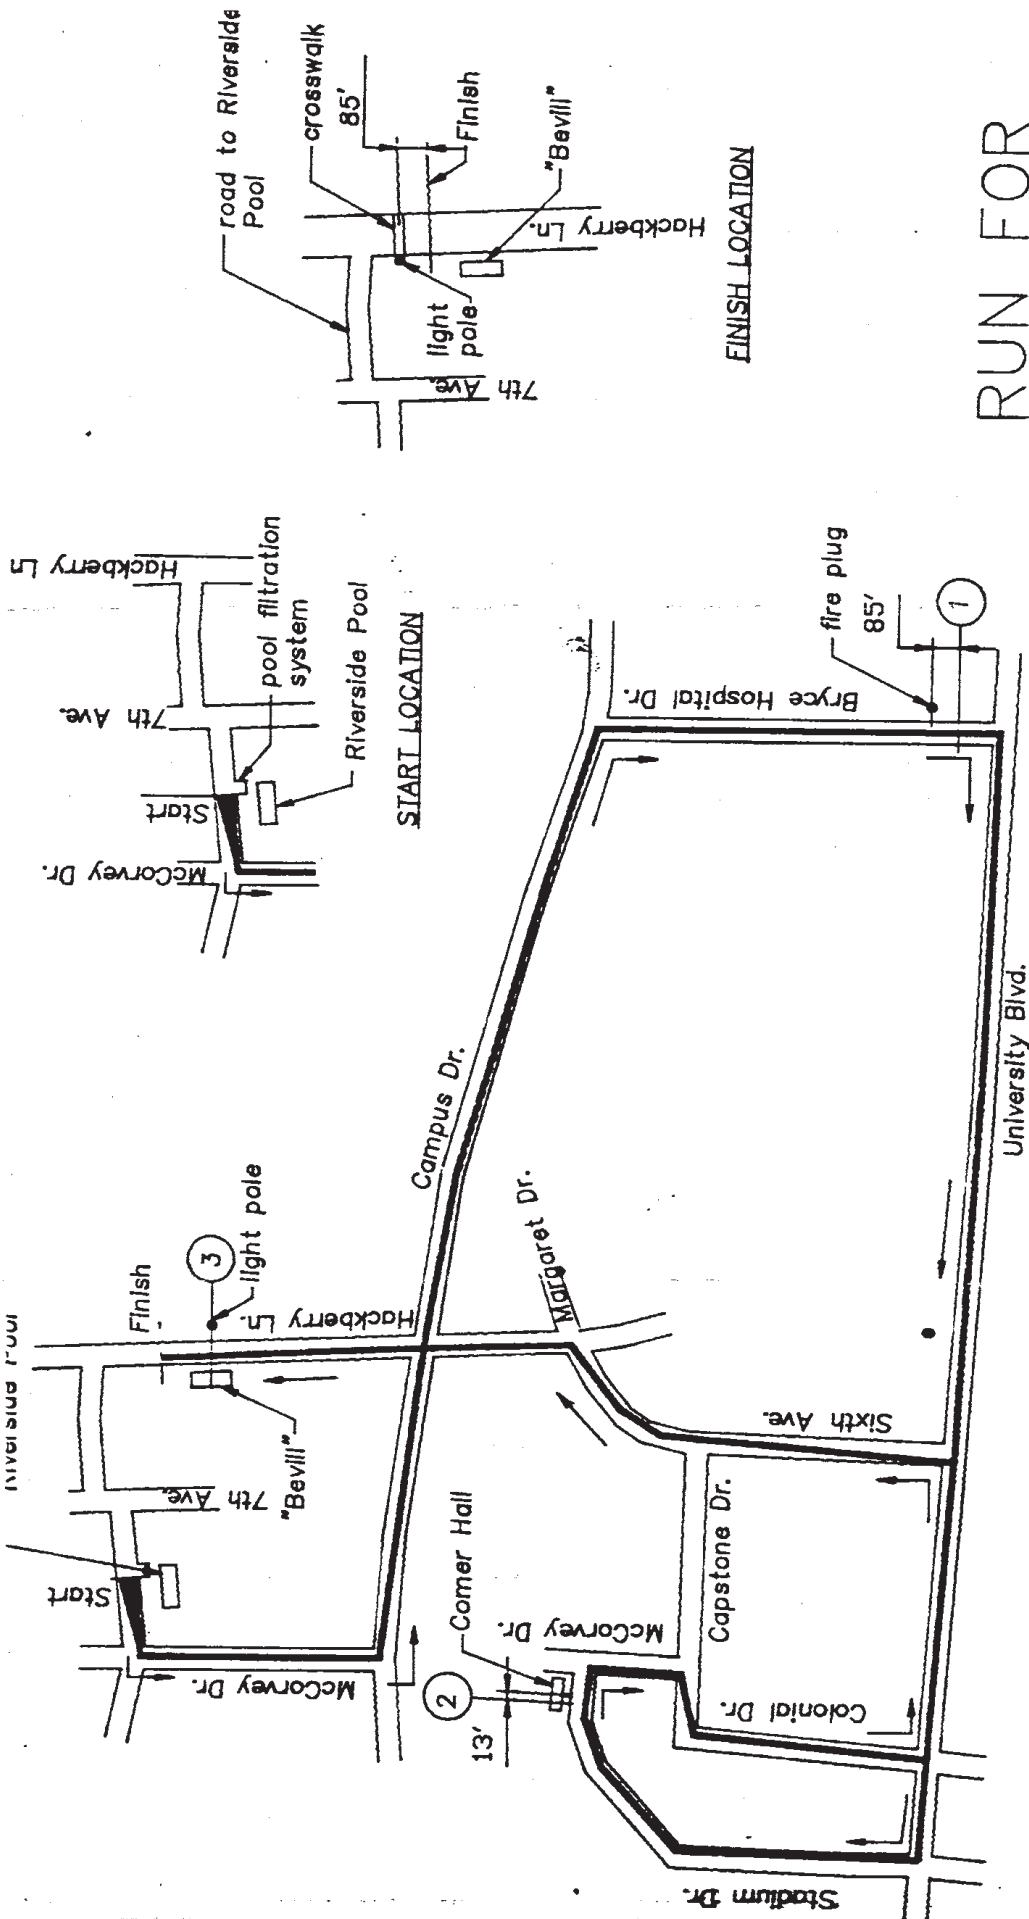 Riverside Pool
Start
McCorvey Dr.
7th Ave.
"Bevill"
Finish
3
light pole
Hackberry Ln.
Campus Dr.
Comer Hall
2
13'
McCorvey Dr.
Margaret Dr.
Capstone Dr.
Colonial Dr.
Sixth Ave.
Stadium Dr.
University Blvd.
Bryce Hospital Dr.
fire plug
85'
1
Hackberry Ln
7th Ave.
Start
McCorvey Dr.
pool filtration
system
Riverside Pool
START LOCATION
road to Riverside
Pool
crosswalk
85'
Finish
"Bevill"
light
pole
7th Ave.
Hackberry Ln.
FINISH LOCATION
RUN FOR